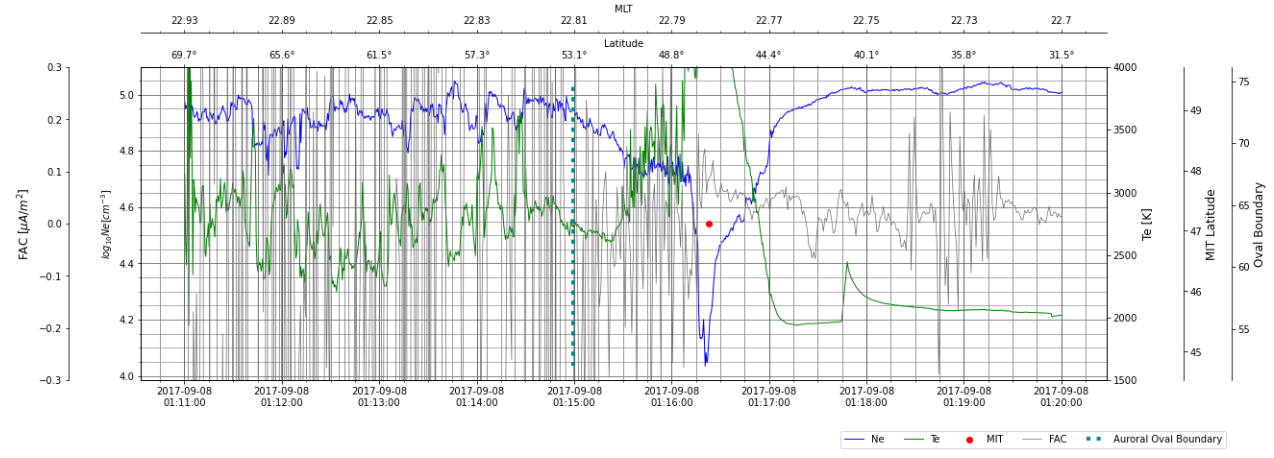 MLT
22.93 22.89 22.85 22.83 22.81 22.79 22.77 22.75 22.73 22.7
Latitude
69.7° 65.6° 61.5° 57.3° 53.1° 48.8° 44.4° 40.1° 35.8° 31.5°
FAC [μA/m²]
0.3
0.2
0.1
0.0
−0.1
−0.2
−0.3
log₁₀Ne[cm⁻³]
5.0
4.8
4.6
4.4
4.2
4.0
4000
3500
3000
2500
2000
1500
Te [K]
49
48
47
46
45
MIT Latitude
75
70
65
60
55
Oval Boundary
2017-09-08 2017-09-08 2017-09-08 2017-09-08 2017-09-08 2017-09-08 2017-09-08 2017-09-08 2017-09-08 2017-09-08
01:11:00 01:12:00 01:13:00 01:14:00 01:15:00 01:16:00 01:17:00 01:18:00 01:19:00 01:20:00
Ne Te MIT FAC Auroral Oval Boundary